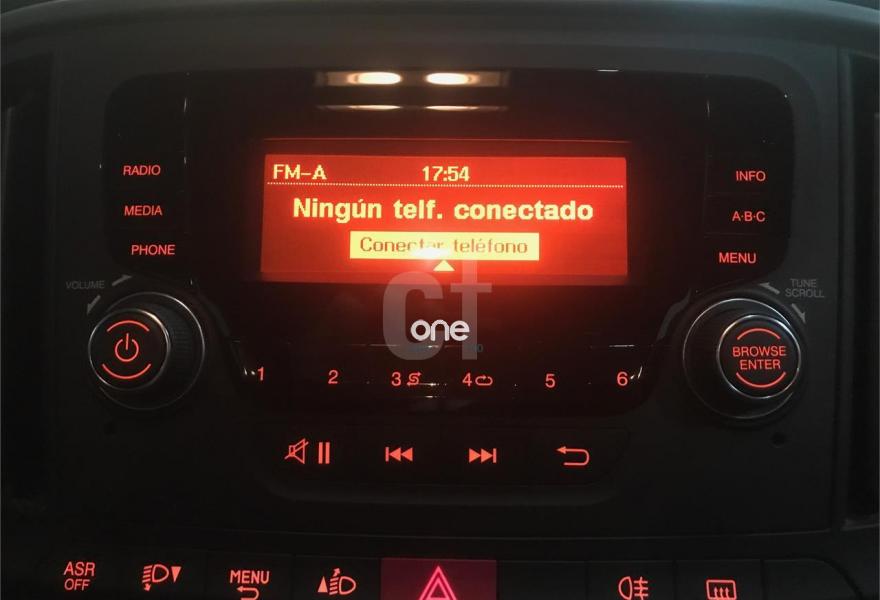 FM-A 17:54
Ningún telf. conectado
Conectar teléfono
RADIO
MEDIA
PHONE
INFO
A·B·C
MENU
VOLUME
TUNE
SCROLL
BROWSE
ENTER
ct
one
1 2 3 4 5 6
ASR
OFF
MENU